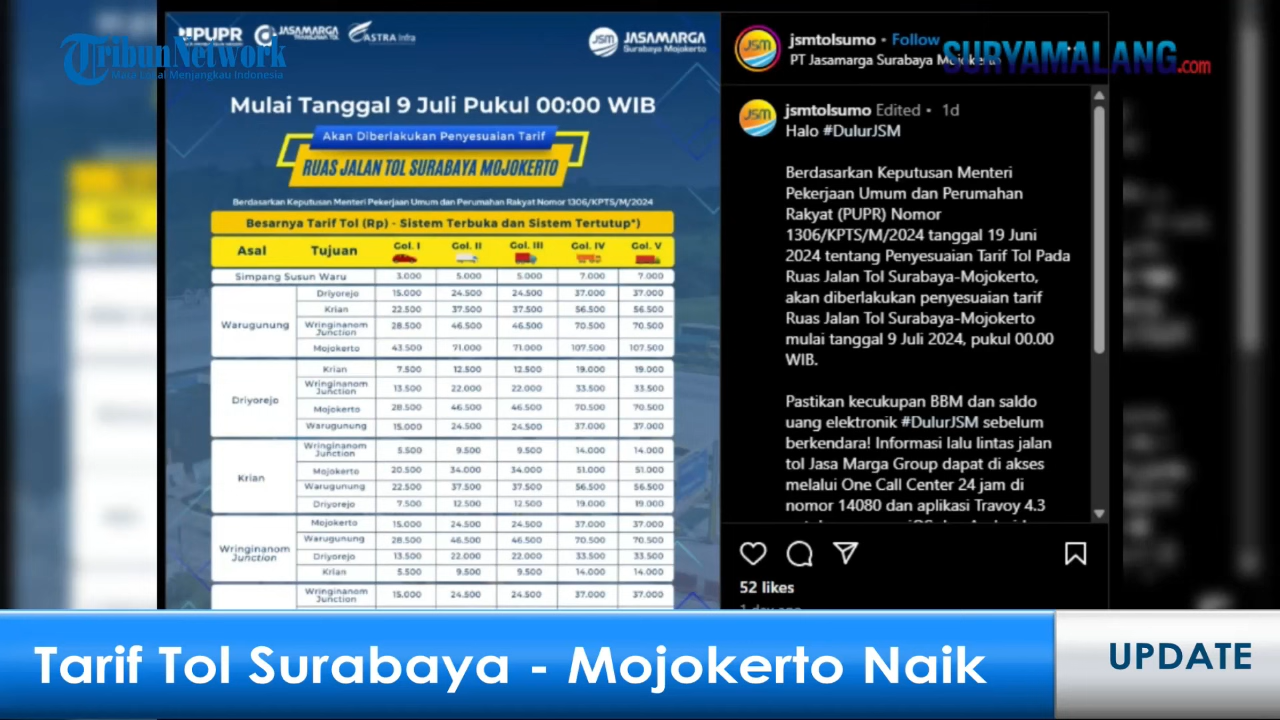 PUPR
JASAMARGA
TRANSJAWA TOL
ASTRA Infra
JSM
JASAMARGA
Surabaya Mojokerto
TribunNetwork
Mata Lokal Menjangkau Indonesia
Mulai Tanggal 9 Juli Pukul 00:00 WIB
Akan Diberlakukan Penyesuaian Tarif
RUAS JALAN TOL SURABAYA MOJOKERTO
Berdasarkan Keputusan Menteri Pekerjaan Umum dan Perumahan Rakyat Nomor 1306/KPTS/M/2024
Besarnya Tarif Tol (Rp) - Sistem Terbuka dan Sistem Tertutup*)
Asal Tujuan Gol. I Gol. II Gol. III Gol. IV Gol. V
Simpang Susun Waru 3.000 5.000 5.000 7.000 7.000
Warugunung
Driyorejo 15.000 24.500 24.500 37.000 37.000
Krian 22.500 37.500 37.500 56.500 56.500
Wringinanom Junction 28.500 46.500 46.500 70.500 70.500
Mojokerto 43.500 71.000 71.000 107.500 107.500
Driyorejo
Krian 7.500 12.500 12.500 19.000 19.000
Wringinanom Junction 13.500 22.000 22.000 33.500 33.500
Mojokerto 28.500 46.500 46.500 70.500 70.500
Warugunung 15.000 24.500 24.500 37.000 37.000
Krian
Wringinanom Junction 5.500 9.500 9.500 14.000 14.000
Mojokerto 20.500 34.000 34.000 51.000 51.000
Warugunung 22.500 37.500 37.500 56.500 56.500
Driyorejo 7.500 12.500 12.500 19.000 19.000
Wringinanom Junction
Mojokerto 15.000 24.500 24.500 37.000 37.000
Warugunung 28.500 46.500 46.500 70.500 70.500
Driyorejo 13.500 22.000 22.000 33.500 33.500
Krian 5.500 9.500 9.500 14.000 14.000
Wringinanom Junction 15.000 24.500 24.500 37.000 37.000
JSM
jsmtolsumo • Follow
PT Jasamarga Surabaya Mojokerto
SURYAMALANG.com
JSM
jsmtolsumo Edited • 1d
Halo #DulurJSM
Berdasarkan Keputusan Menteri
Pekerjaan Umum dan Perumahan
Rakyat (PUPR) Nomor
1306/KPTS/M/2024 tanggal 19 Juni
2024 tentang Penyesuaian Tarif Tol Pada
Ruas Jalan Tol Surabaya-Mojokerto,
akan diberlakukan penyesuaian tarif
Ruas Jalan Tol Surabaya-Mojokerto
mulai tanggal 9 Juli 2024, pukul 00.00
WIB.
Pastikan kecukupan BBM dan saldo
uang elektronik #DulurJSM sebelum
berkendara! Informasi lalu lintas jalan
tol Jasa Marga Group dapat di akses
melalui One Call Center 24 jam di
nomor 14080 dan aplikasi Travoy 4.3
52 likes
1 day ago
Tarif Tol Surabaya - Mojokerto Naik
UPDATE